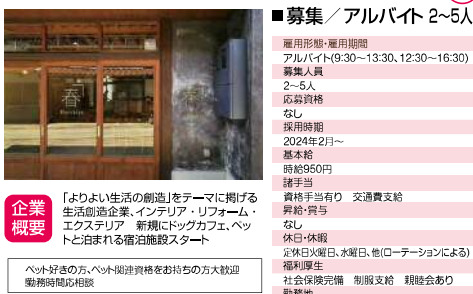 春
企業
概要
「よりよい生活の創造」をテーマに掲げる
生活創造企業、インテリア・リフォーム・
エクステリア　新規にドッグカフェ、ペッ
トと泊まれる宿泊施設スタート
ペット好きの方、ペット関連資格をお持ちの方大歓迎
勤務時間応相談
■募集／アルバイト 2~5人
雇用形態・雇用期間
アルバイト(9:30~13:30、12:30~16:30)
募集人員
2~5人
応募資格
なし
採用時期
2024年2月~
基本給
時給950円
諸手当
資格手当有り　交通費支給
昇給・賞与
なし
休日・休暇
定休日火曜日、水曜日、他(ローテーションによる)
福利厚生
社会保険完備　制服支給　親睦会あり
勤務地